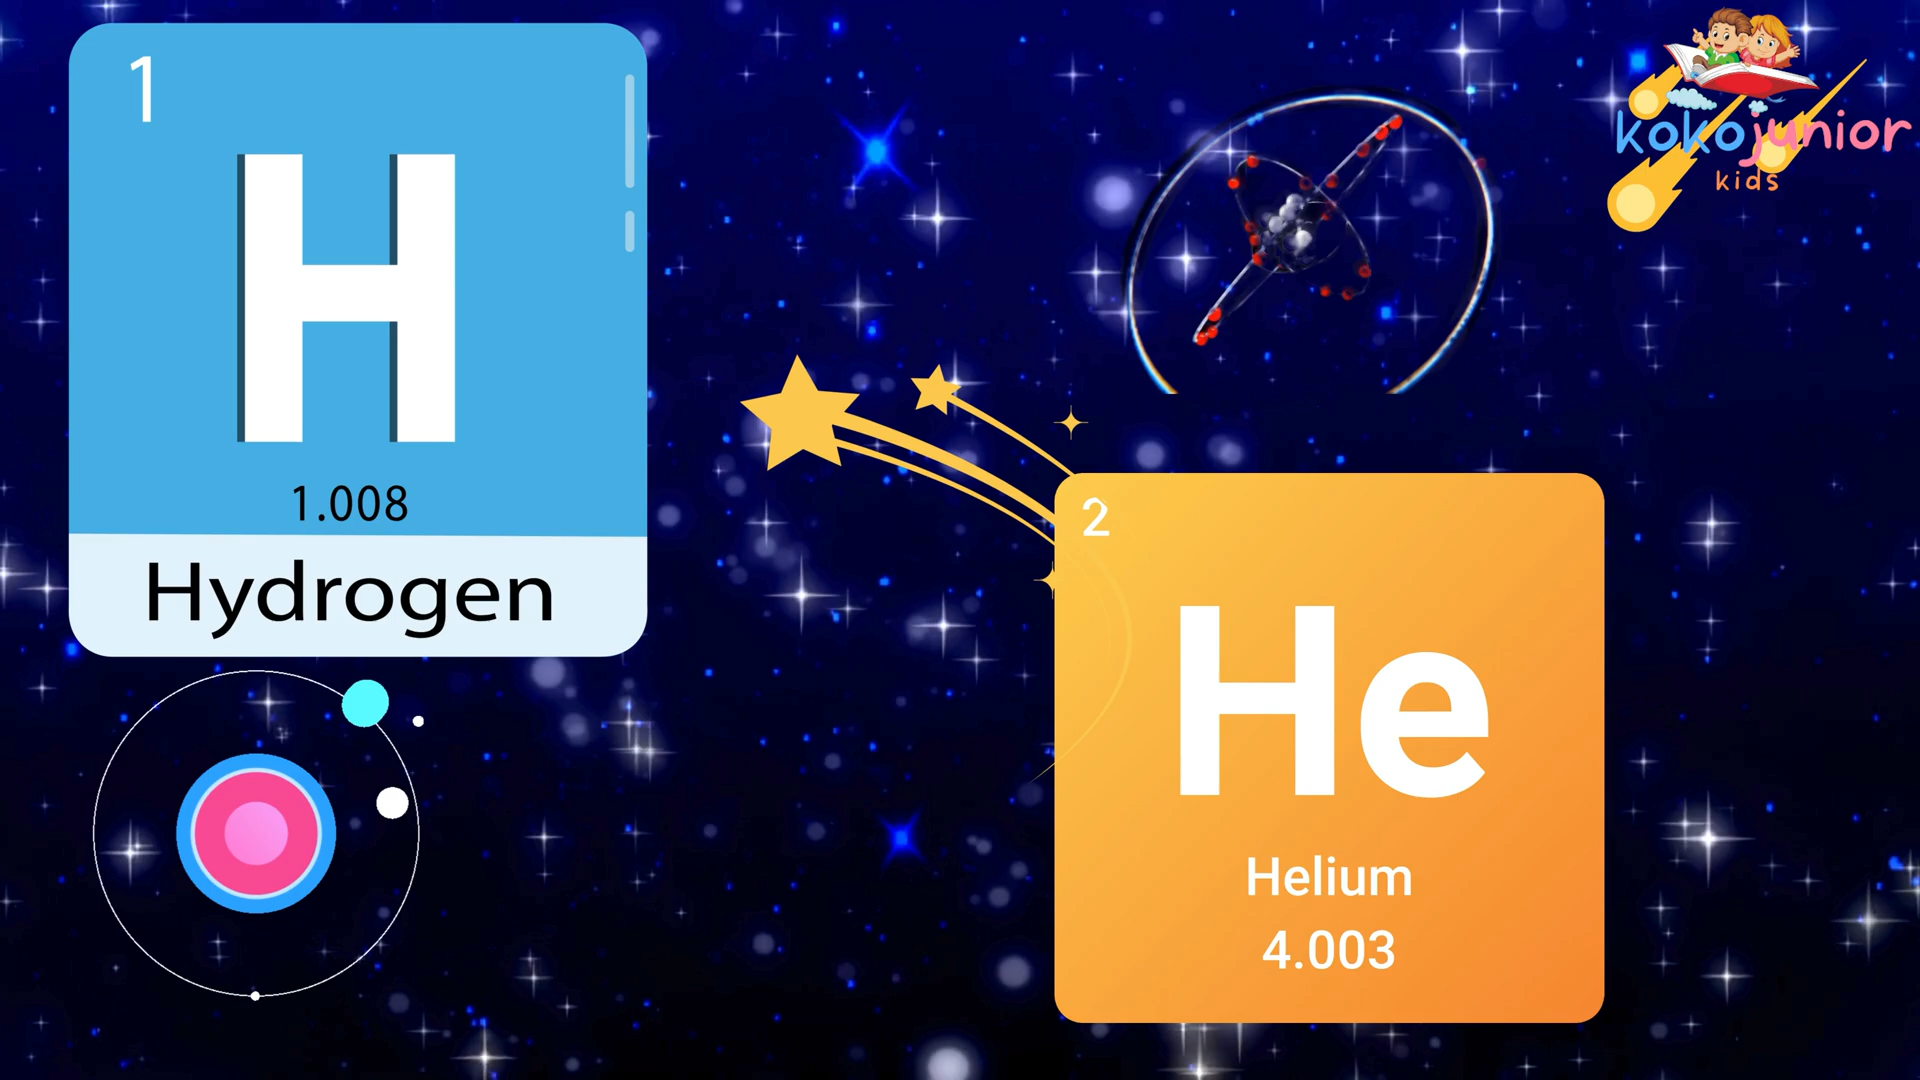 1
H
1.008
Hydrogen
kokojunior
kids
2
He
Helium
4.003